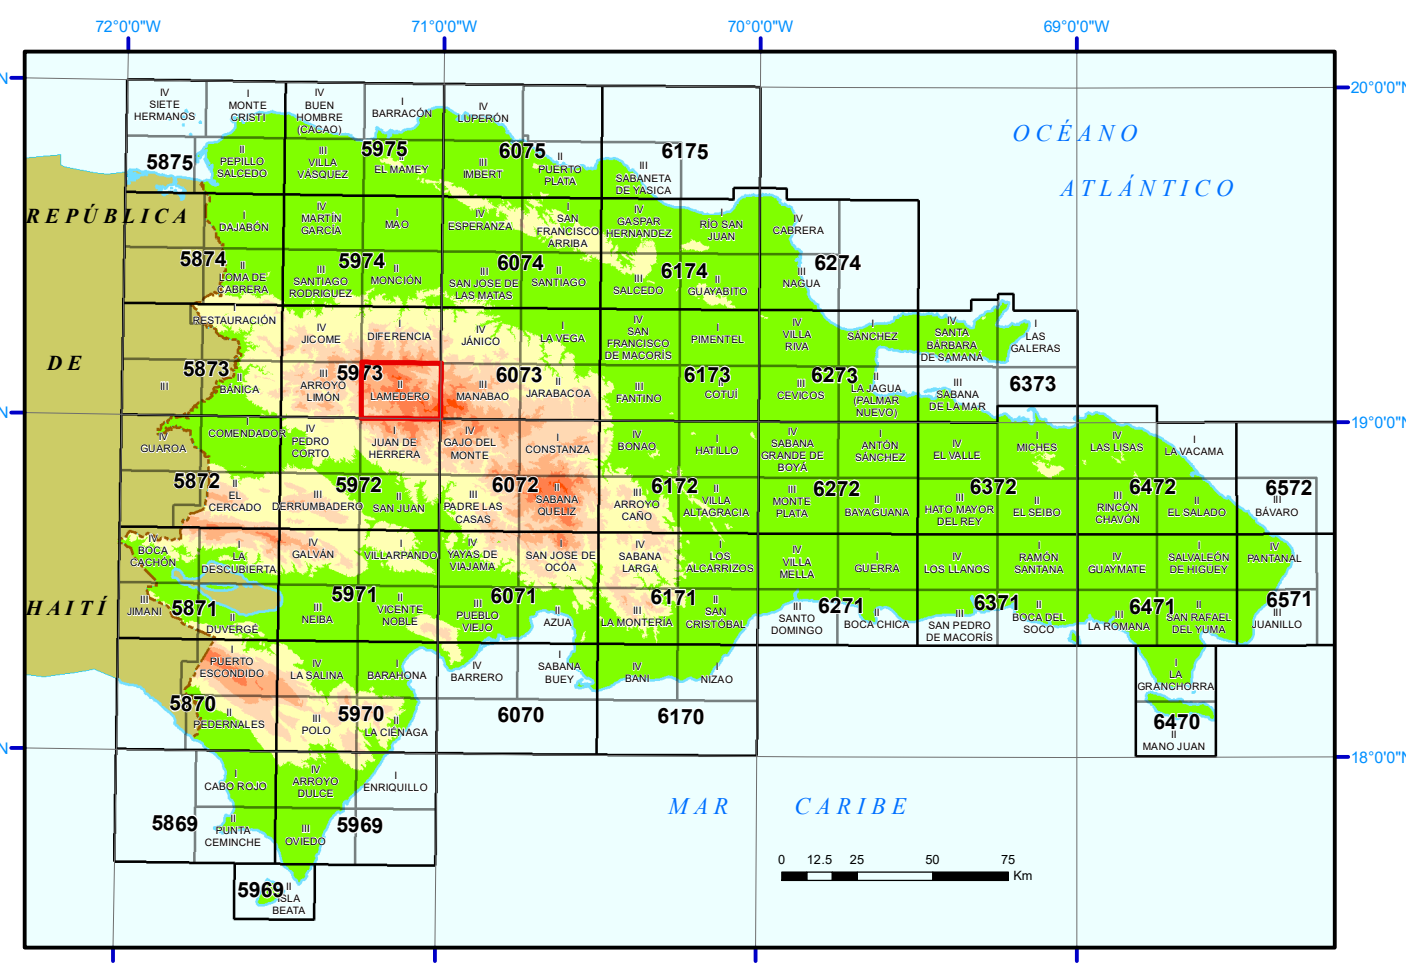 72°0'0"W 71°0'0"W 70°0'0"W 69°0'0"W
20°0'0"N
IV
SIETE
HERMANOS
I
MONTE
CRISTI
IV
BUEN
HOMBRE
(CACAO)
I
BARRACÓN
IV
LUPERÓN
OCÉANO
ATLÁNTICO
5875
II
PEPILLO
SALCEDO
III
VILLA
VÁSQUEZ
5975
II
EL MAMEY
III
IMBERT
6075
II
PUERTO
PLATA
6175
III
SABANETA
DE YASICA
REPÚBLICA
I
DAJABÓN
IV
MARTÍN
GARCÍA
I
MAO
IV
ESPERANZA
I
SAN
FRANCISCO
ARRIBA
IV
GASPAR
HERNANDEZ
I
RÍO SAN
JUAN
IV
CABRERA
5874
II
LOMA DE
CABRERA
III
SANTIAGO
RODRIGUEZ
5974
II
MONCIÓN
III
SAN JOSE DE
LAS MATAS
6074
II
SANTIAGO
III
SALCEDO
6174
II
GUAYABITO
III
NAGUA
6274
I
RESTAURACIÓN
IV
JICOME
I
DIFERENCIA
IV
JÁNICO
I
LA VEGA
IV
SAN
FRANCISCO
DE MACORÍS
I
PIMENTEL
IV
VILLA
RIVA
I
SÁNCHEZ
IV
SANTA
BÁRBARA
DE SAMANÁ
I
LAS
GALERAS
DE
III
5873
II
BÁNICA
III
ARROYO
LIMÓN
5973
II
LAMEDERO
III
MANABAO
6073
II
JARABACOA
III
FANTINO
6173
II
COTUÍ
III
CEVICOS
6273
II
LA JAGUA
(PALMAR
NUEVO)
III
SABANA
DE LA MAR
6373
19°0'0"N
IV
GUAROA
I
COMENDADOR
IV
PEDRO
CORTO
I
JUAN DE
HERRERA
IV
GAJO DEL
MONTE
I
CONSTANZA
IV
BONAO
I
HATILLO
IV
SABANA
GRANDE DE
BOYÁ
I
ANTÓN
SÁNCHEZ
IV
EL VALLE
I
MICHES
IV
LAS LISAS
I
LA VACAMA
5872
II
EL
CERCADO
III
DERRUMBADERO
5972
II
SAN JUAN
III
PADRE LAS
CASAS
6072
II
SABANA
QUELIZ
III
ARROYO
CAÑO
6172
II
VILLA
ALTAGRACIA
III
MONTE
PLATA
6272
II
BAYAGUANA
III
HATO MAYOR
DEL REY
6372
II
EL SEIBO
III
RINCÓN
CHAVÓN
6472
II
EL SALADO
6572
III
BÁVARO
IV
BOCA
CACHÓN
I
LA
DESCUBIERTA
IV
GALVÁN
I
VILLARPANDO
IV
YAYAS DE
VIAJAMA
I
SAN JOSE DE
OCÓA
IV
SABANA
LARGA
I
LOS
ALCARRIZOS
IV
VILLA
MELLA
I
GUERRA
IV
LOS LLANOS
I
RAMÓN
SANTANA
IV
GUAYMATE
I
SALVALEÓN
DE HIGÜEY
IV
PANTANAL
HAITÍ
III
JIMANI
5871
II
DUVERGÉ
III
NEIBA
5971
II
VICENTE
NOBLE
III
PUEBLO
VIEJO
6071
II
AZUA
III
LA MONTERÍA
6171
II
SAN
CRISTÓBAL
III
SANTO
DOMINGO
6271
II
BOCA CHICA
III
SAN PEDRO
DE MACORÍS
6371
II
BOCA DEL
SOCO
III
LA ROMANA
6471
II
SAN RAFAEL
DEL YUMA
6571
III
JUANILLO
I
PUERTO
ESCONDIDO
IV
LA SALINA
I
BARAHONA
IV
BARRERO
I
SABANA
BUEY
IV
BANI
I
NIZAO
I
LA
GRANCHORRA
5870
II
PEDERNALES
III
POLO
5970
II
LA CIÉNAGA
6070
6170
6470
II
MANO JUAN
18°0'0"N
I
CABO ROJO
IV
ARROYO
DULCE
I
ENRIQUILLO
MAR CARIBE
5869
II
PUNTA
CEMINCHE
III
OVIEDO
5969
0 12.5 25 50 75
Km
5969
II
ISLA
BEATA